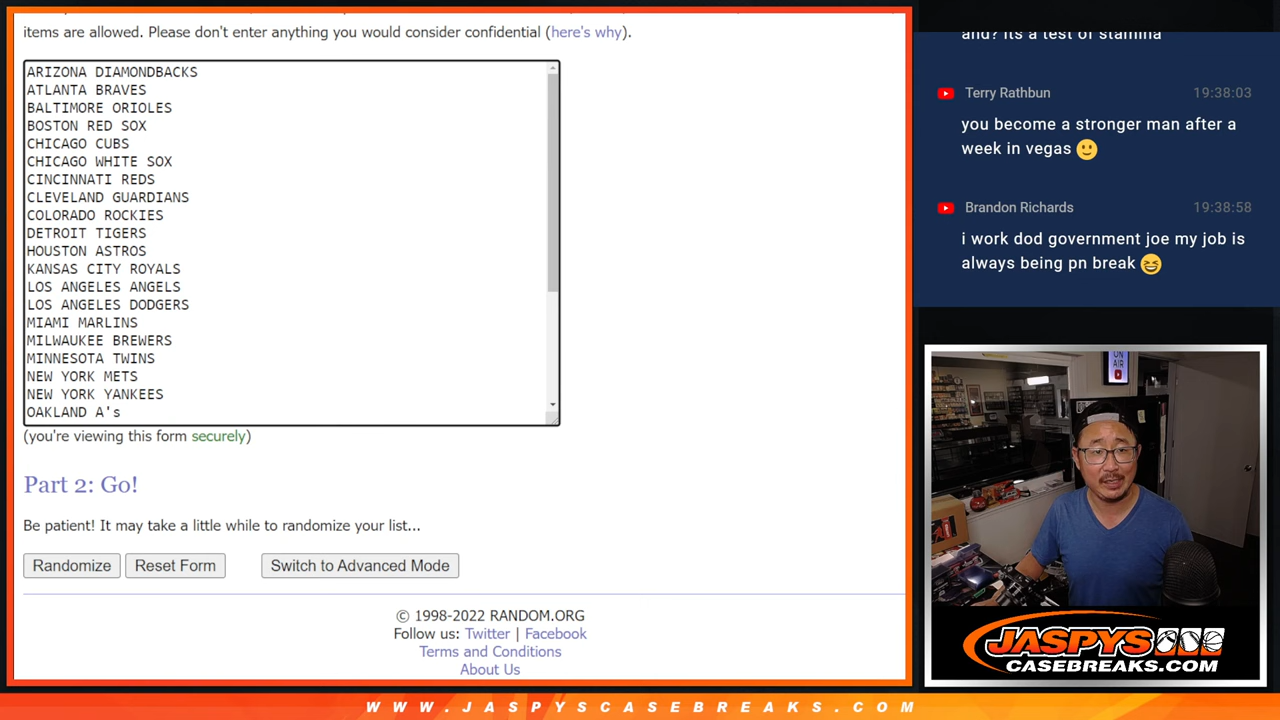 items are allowed. Please don't enter anything you would consider confidential (here's why).
ARIZONA DIAMONDBACKS
ATLANTA BRAVES
BALTIMORE ORIOLES
BOSTON RED SOX
CHICAGO CUBS
CHICAGO WHITE SOX
CINCINNATI REDS
CLEVELAND GUARDIANS
COLORADO ROCKIES
DETROIT TIGERS
HOUSTON ASTROS
KANSAS CITY ROYALS
LOS ANGELES ANGELS
LOS ANGELES DODGERS
MIAMI MARLINS
MILWAUKEE BREWERS
MINNESOTA TWINS
NEW YORK METS
NEW YORK YANKEES
OAKLAND A's
(you're viewing this form securely)
Part 2: Go!
Be patient! It may take a little while to randomize your list...
Randomize Reset Form Switch to Advanced Mode
© 1998-2022 RANDOM.ORG
Follow us: Twitter | Facebook
Terms and Conditions
About Us
and? its a test of stamina
Terry Rathbun 19:38:03
you become a stronger man after a
week in vegas 🙂
Brandon Richards 19:38:58
i work dod government joe my job is
always being pn break 😆
ON
AIR
JASPYS
CASEBREAKS.COM
WWW.JASPYSCASEBREAKS.COM